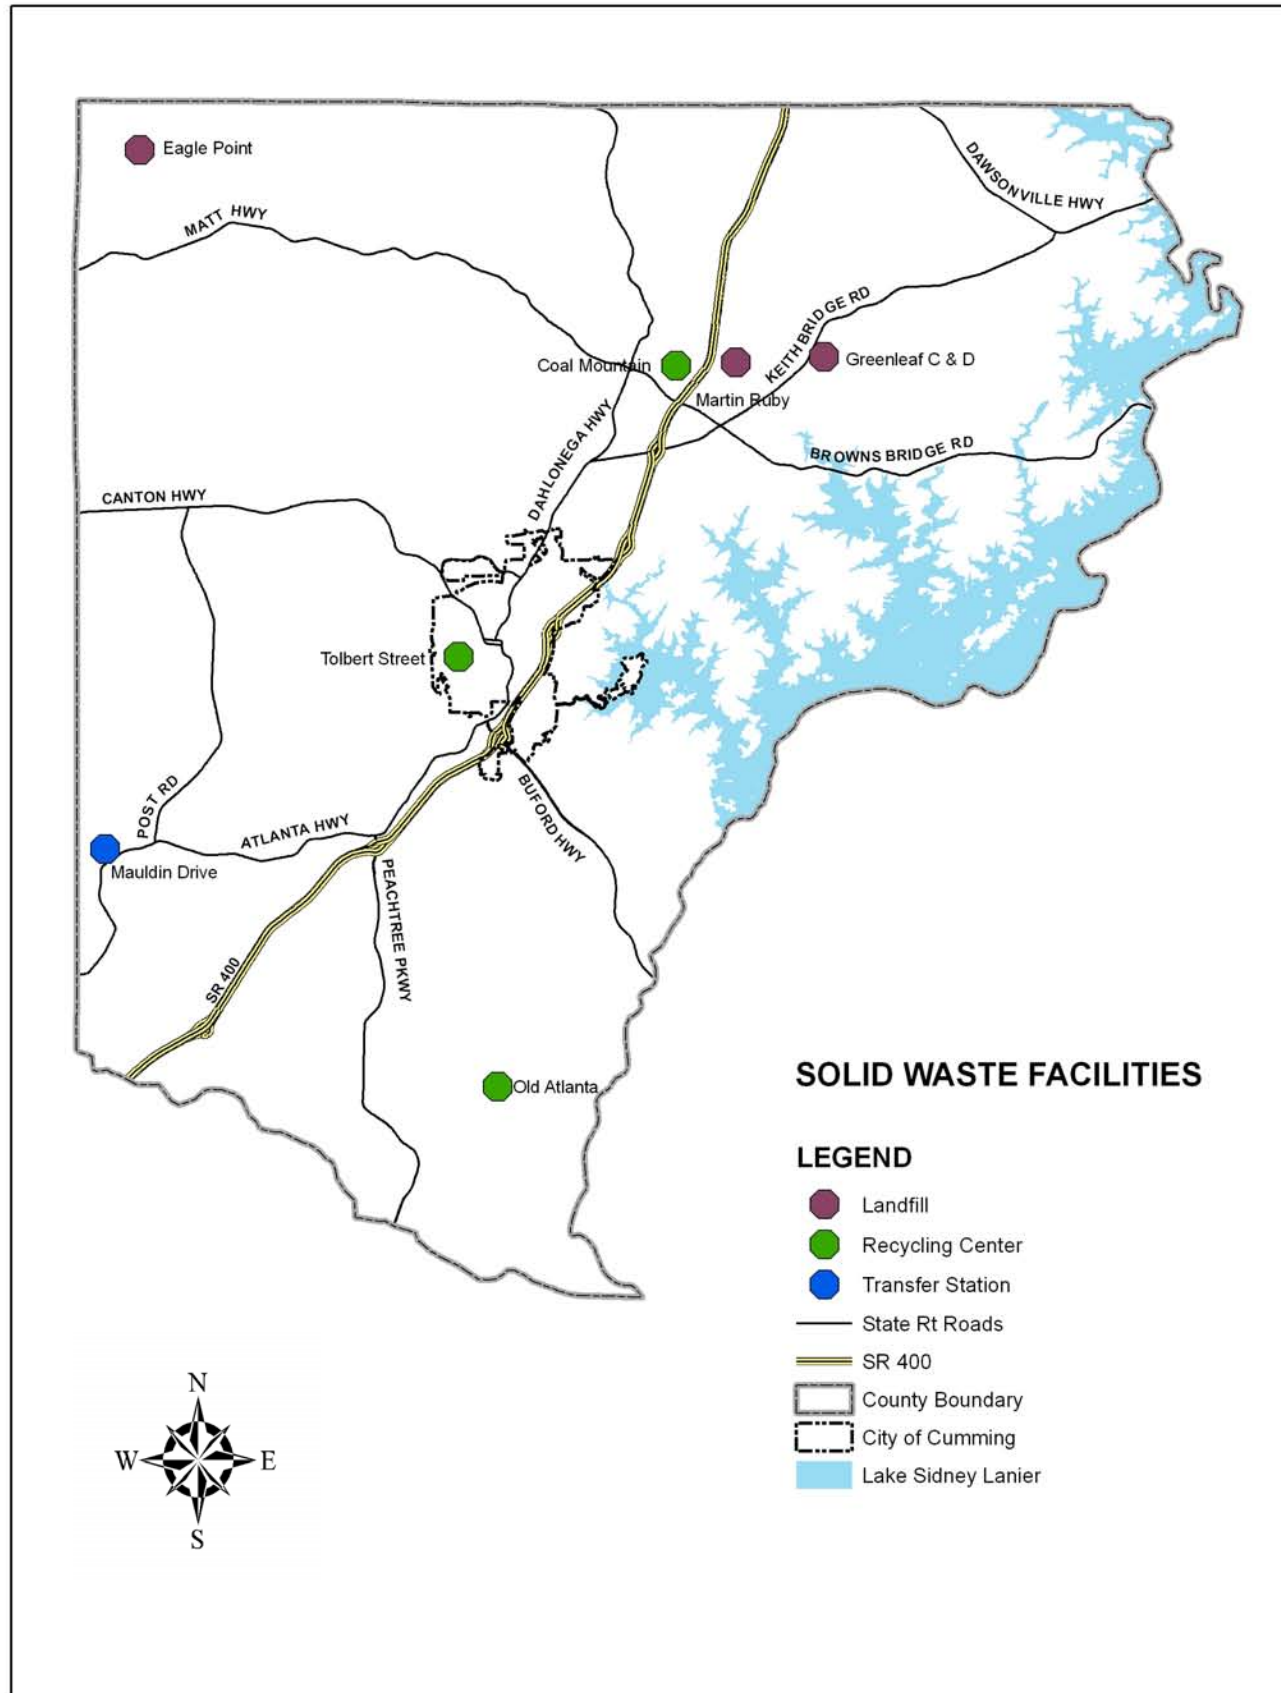 Eagle Point
MATT HWY
DAWSONVILLE HWY
KEITH BRIDGE RD
Coal Mountain
Greenleaf C & D
Martin Ruby
DAHLONEGA HWY
BROWNS BRIDGE RD
CANTON HWY
Tolbert Street
POST RD
ATLANTA HWY
BUFORD HWY
Mauldin Drive
PEACHTREE PKWY
SR 400
Old Atlanta
SOLID WASTE FACILITIES
LEGEND
Landfill
Recycling Center
Transfer Station
State Rt Roads
SR 400
County Boundary
City of Cumming
Lake Sidney Lanier
N
W
E
S